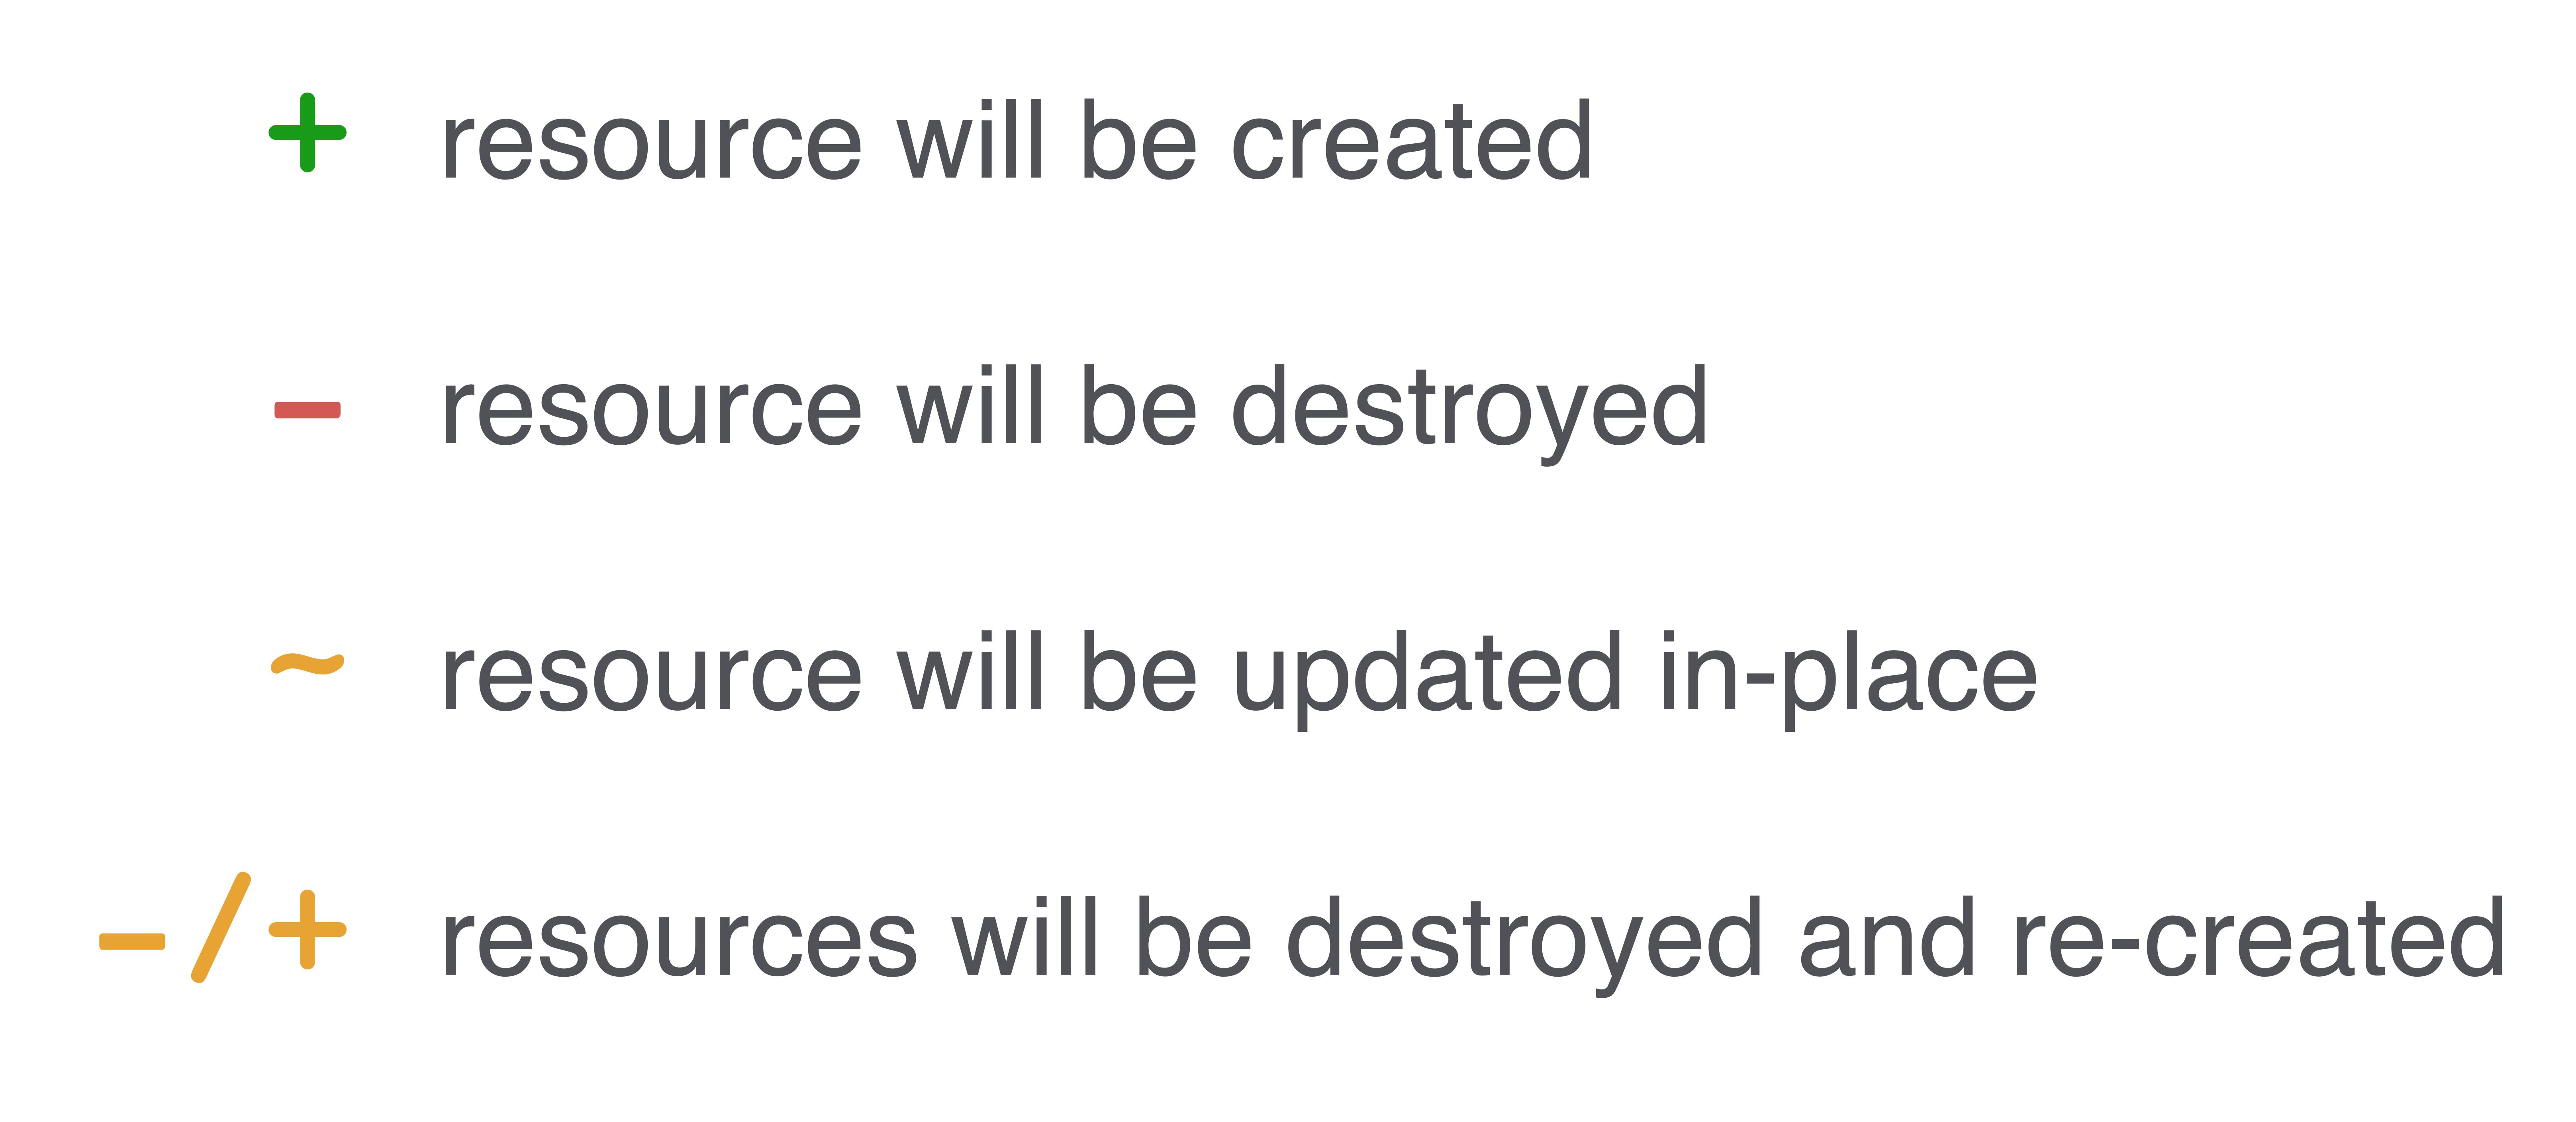 + resource will be created
- resource will be destroyed
~ resource will be updated in-place
-/+ resources will be destroyed and re-created